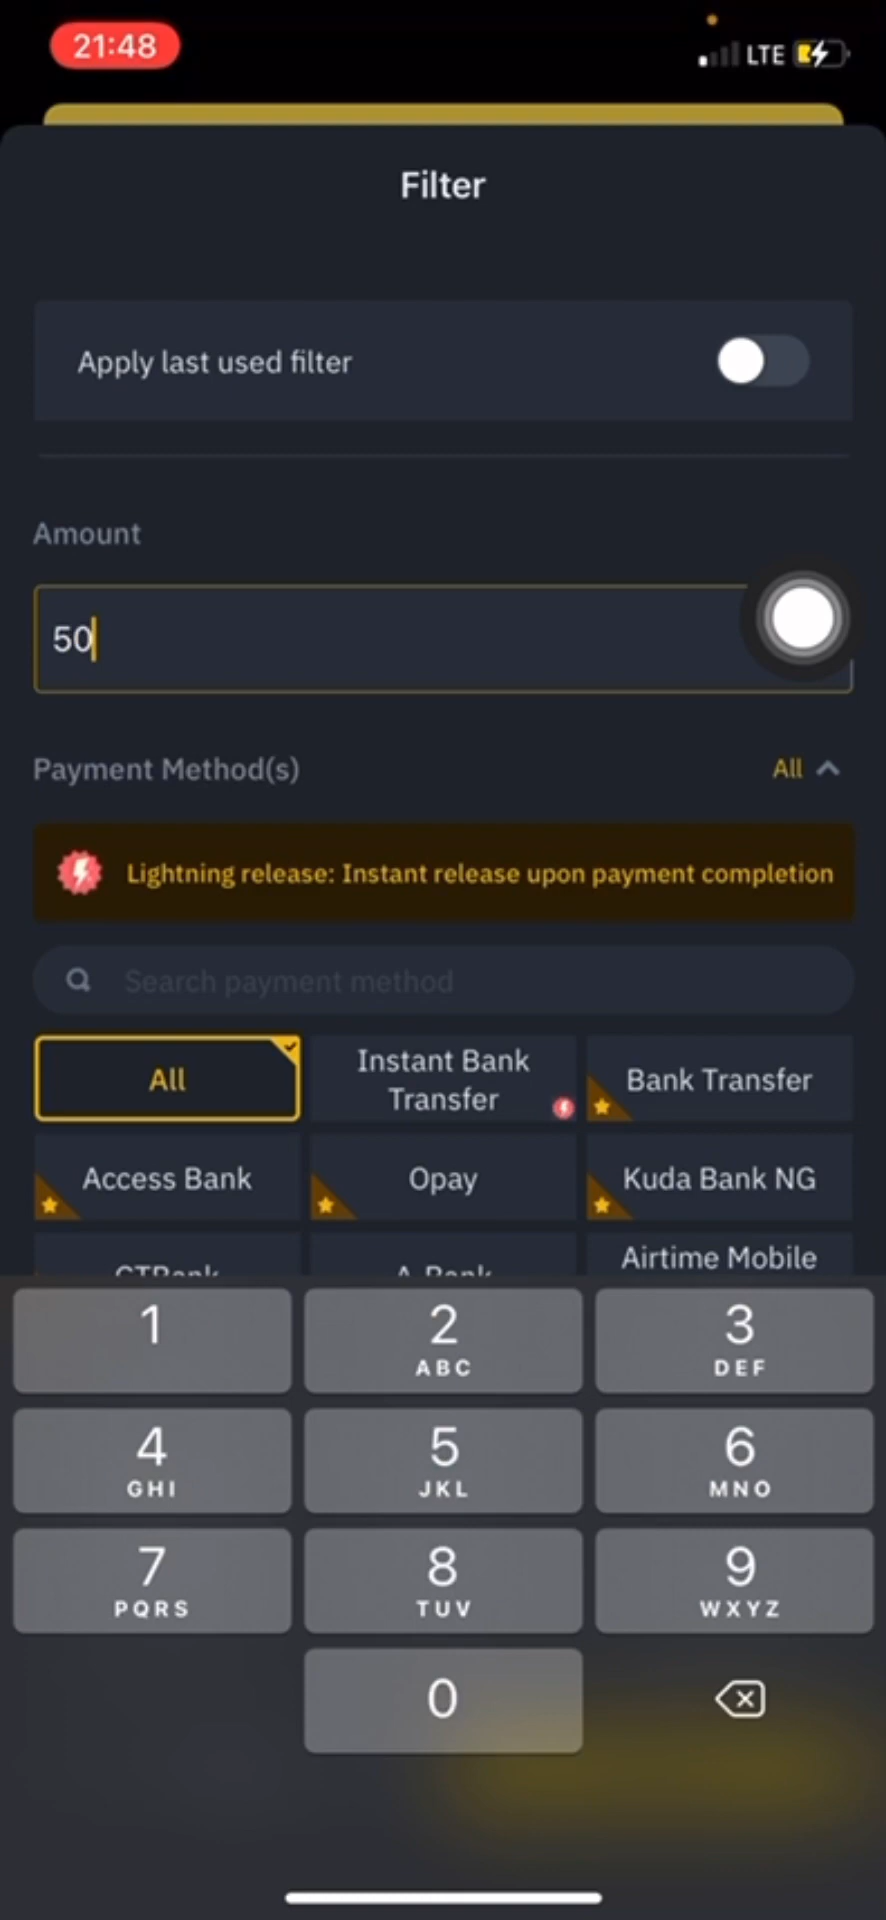 21:48
LTE
Filter
Apply last used filter
Amount
50
Payment Method(s)
All
Lightning release: Instant release upon payment completion
Search payment method
All
Instant Bank
Transfer
Bank Transfer
Access Bank
Opay
Kuda Bank NG
GTBank
A-Bank
Airtime Mobile
1
2
ABC
3
DEF
4
GHI
5
JKL
6
MNO
7
PQRS
8
TUV
9
WXYZ
0